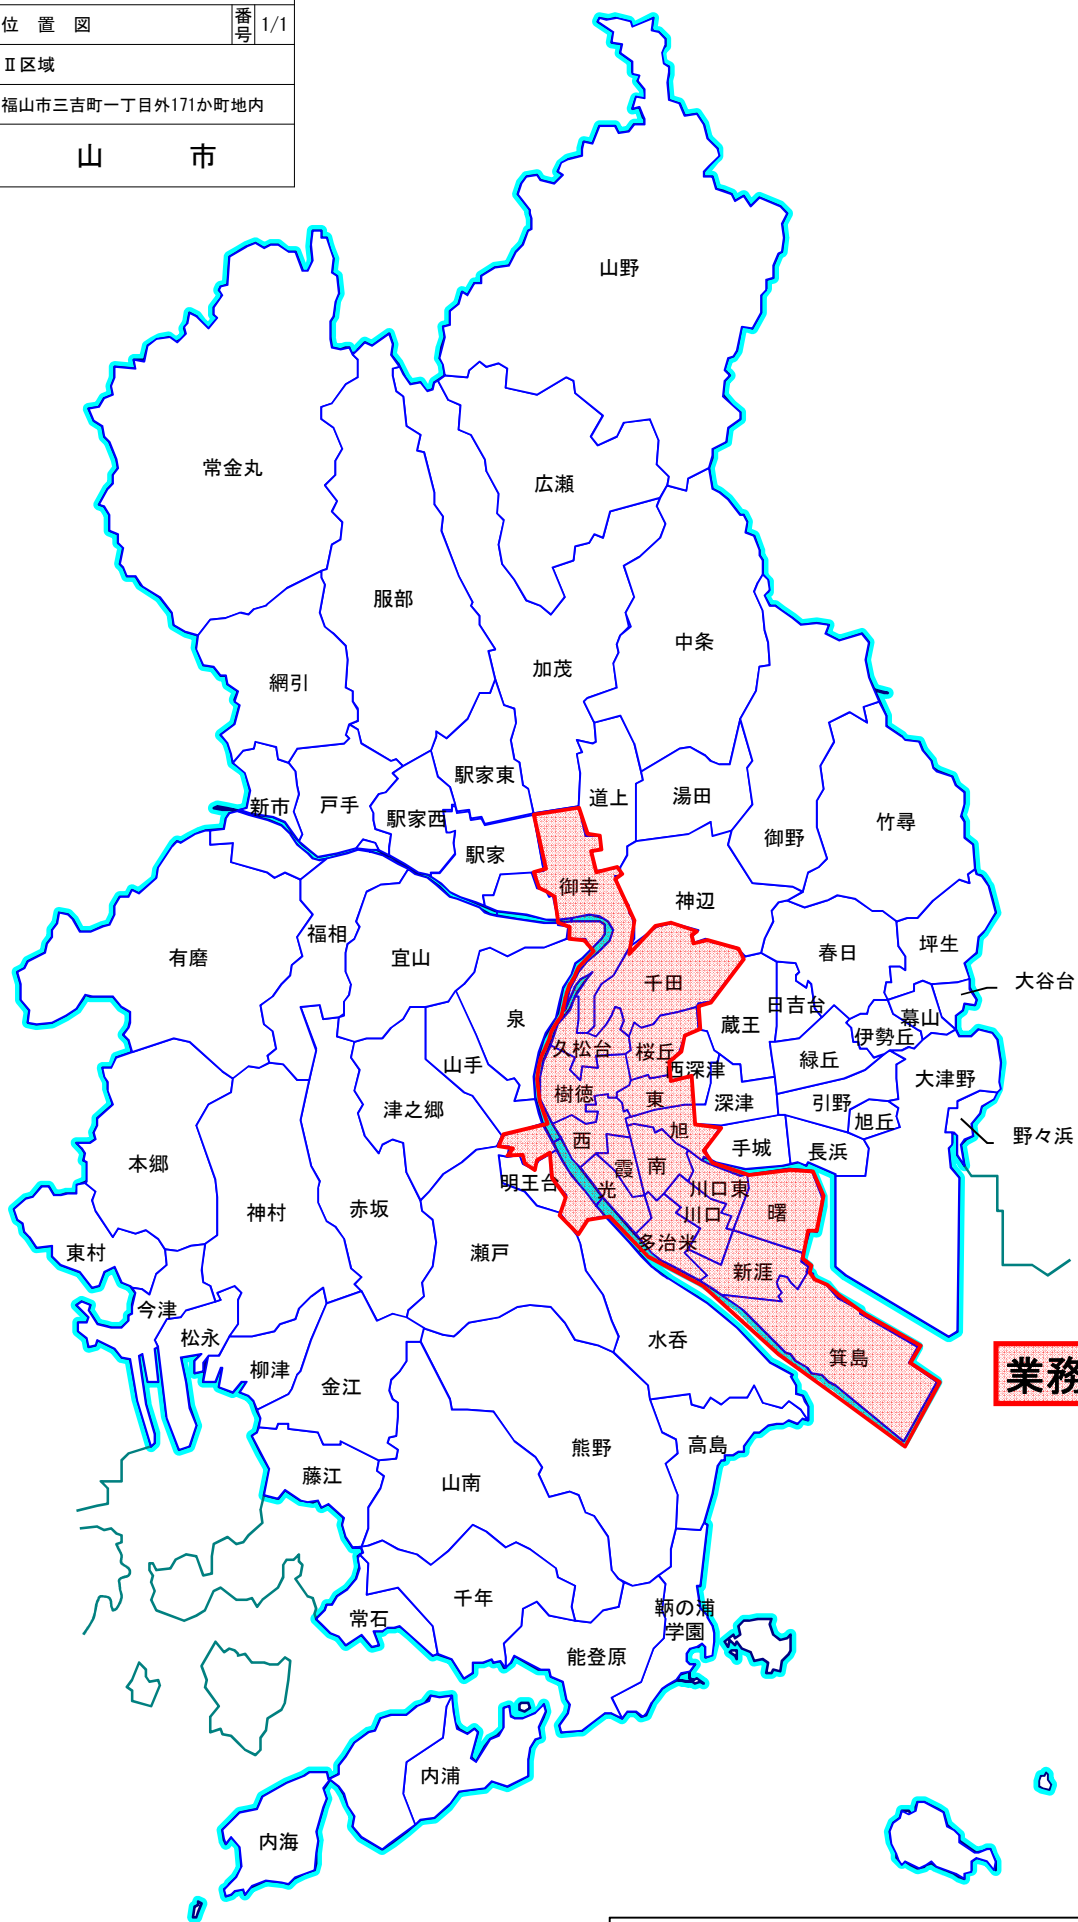 位置図 番号 1/1
Ⅱ区域
福山市三吉町一丁目外171か町地内
山 市
山野
常金丸
広瀬
服部
中条
加茂
網引
駅家東
道上
湯田
新市
戸手
駅家西
御野
竹尋
駅家
御幸
神辺
福相
有磨
宜山
春日
坪生
千田
大谷台
日吉台
泉
蔵王
幕山
伊勢丘
久松台
桜丘
山手
西深津
緑丘
大津野
樹徳
東
深津
引野
津之郷
旭丘
旭
野々浜
西
手城
長浜
本郷
霞
南
明王台
光
川口東
神村
赤坂
川口
曙
東村
瀬戸
多治米
新涯
今津
松永
水呑
箕島
柳津
金江
業務
熊野
高島
藤江
山南
千年
常石
鞆の浦
学園
能登原
内浦
内海